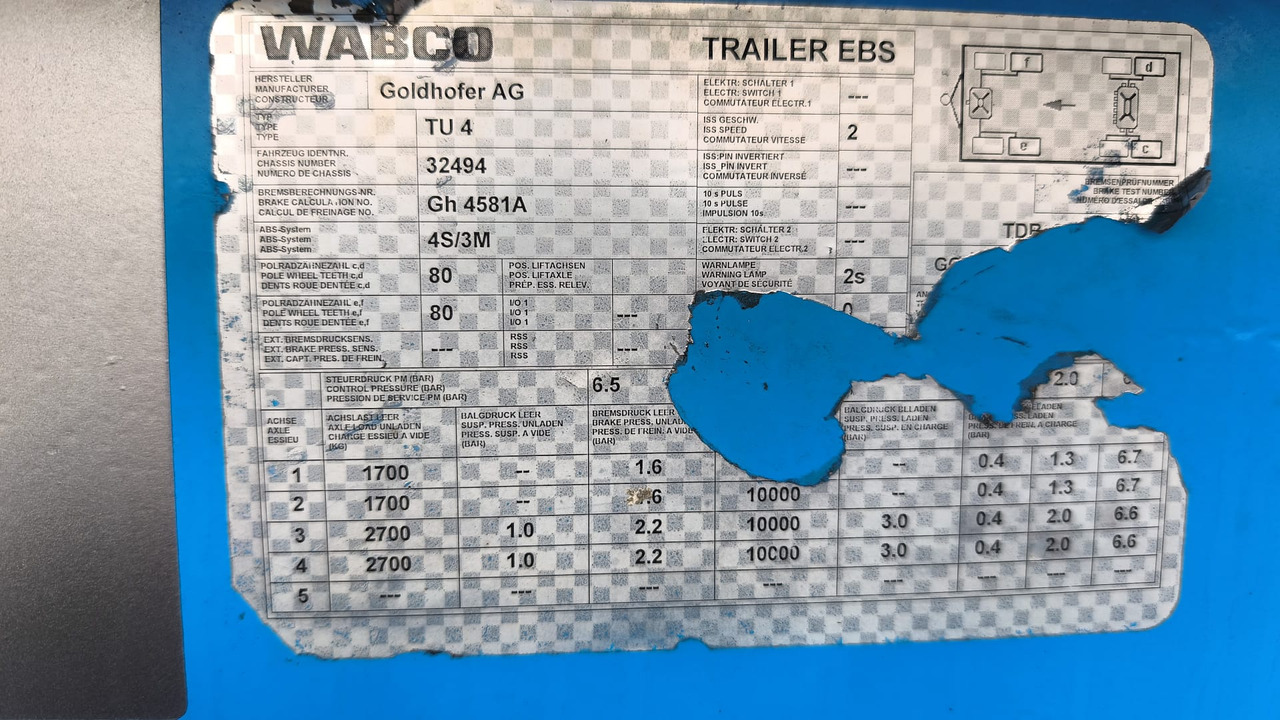 WABCO
TRAILER EBS
HERSTELLER
MANUFACTURER
CONSTRUCTEUR
Goldhofer AG
TYP
TYPE
TYPE
TU 4
FAHRZEUG IDENTNR.
CHASSIS NUMBER
NUMERO DE CHASSIS
32494
BREMSBERECHNUNGS-NR.
BRAKE CALCULATION NO.
CALCUL DE FREINAGE NO.
Gh 4581A
ABS-System
ABS-System
ABS-System
4S/3M
POLRADZÄHNEZAHL c,d
POLE WHEEL TEETH c,d
DENTS ROUE DENTÉE c,d
80
POS. LIFTACHSEN
POS. LIFTAXLE
PRÉP. ESS. RELEV.
POLRADZÄHNEZAHL e,f
POLE WHEEL TEETH e,f
DENTS ROUE DENTÉE e,f
80
I/O 1
I/O 1
I/O 1
---
EXT. BREMSDRUCKSENS.
EXT. BRAKE PRESS. SENS.
EXT. CAPT. PRES. DE FREIN.
---
RSS
RSS
RSS
---
ELEKTR: SCHALTER 1
ELECTR: SWITCH 1
COMMUTATEUR ÉLECTR.1
---
ISS GESCHW.
ISS SPEED
COMMUTATEUR VITESSE
2
ISS:PIN INVERTIERT
ISS_PIN INVERT
COMMUTATEUR INVERSÉ
---
10 s PULS
10 s PULSE
IMPULSION 10s.
---
ELEKTR: SCHALTER 2
ELECTR: SWITCH 2
COMMUTATEUR ELECTR.2
---
WARNLAMPE
WARNING LAMP
VOYANT DE SÉCURITÉ
2s
0
f d
e c
BREMSENPRÜFNUMMER
BRAKE TEST NUMBER
NUMÉRO D'ESSAI
TDB
STEUERDRUCK PM (BAR)
CONTROL PRESSURE (BAR)
PRESSION DE SERVICE PM (BAR)
6.5 2.0
ACHSE
AXLE
ESSIEU
ACHSLAST LEER
AXLE LOAD UNLADEN
CHARGE ESSIEU A VIDE
(KG)
BALGDRUCK LEER
SUSP. PRESS. UNLADEN
PRESS. SUSP. A VIDE
(BAR)
BREMSDRUCK LEER
BRAKE PRESS. UNLADE
PRESS. DE FREIN. A VIDE
(BAR)
BALGDRUCK BELADEN
SUSP. PRESS. LADEN
PRESS. SUSP. EN CHARGE
(BAR)
ELADEN
LADEN
PRESS. DE FREIN. A CHARGE
(BAR)
1 1700 -- 1.6 -- 0.4 1.3 6.7
2 1700 -- .6 10000 -- 0.4 1.3 6.7
3 2700 1.0 2.2 10000 3.0 0.4 2.0 6.6
4 2700 1.0 2.2 10000 3.0 0.4 2.0 6.6
5 --- --- --- --- --- --- --- ---